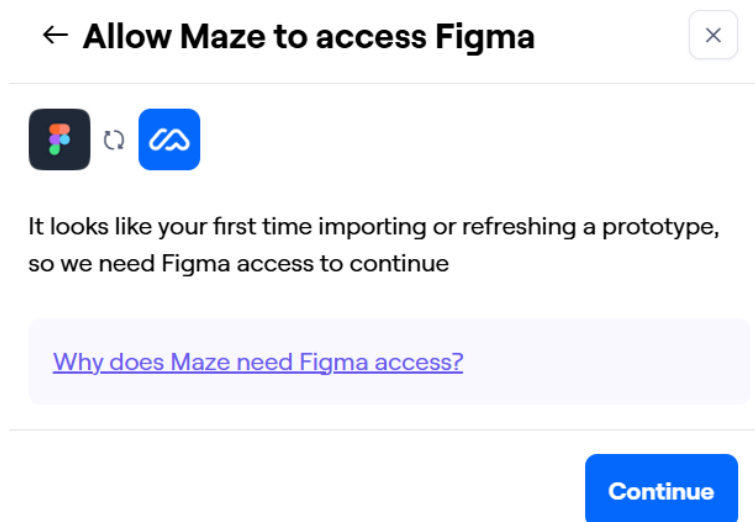 ← Allow Maze to access Figma
It looks like your first time importing or refreshing a prototype,
so we need Figma access to continue
Why does Maze need Figma access?
Continue